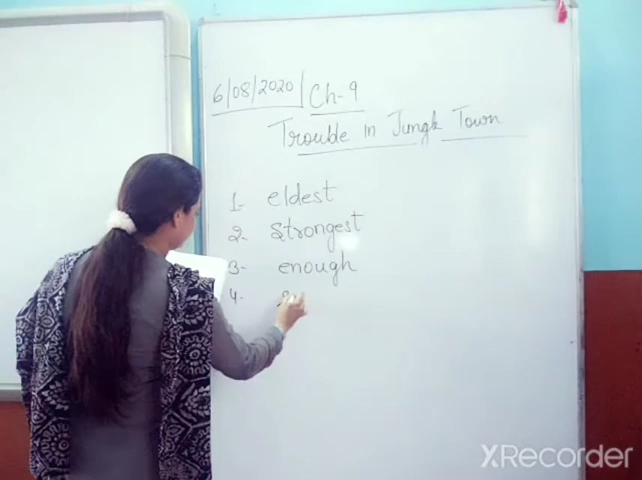 6/08/2020 Ch-9
Trouble in Jungle Town
1- eldest
2- strongest
3- enough
4- s
XRecorder